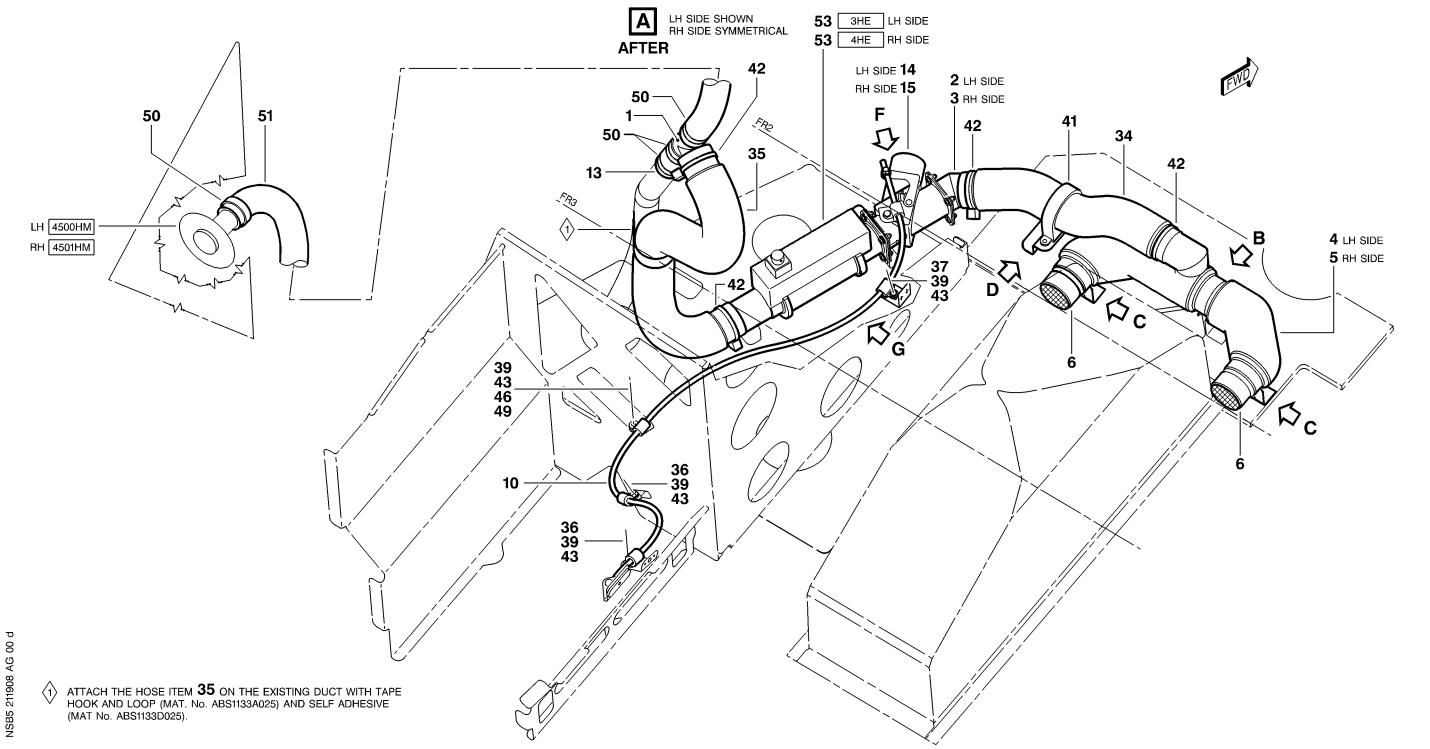 A
AFTER
LH SIDE SHOWN
RH SIDE SYMMETRICAL
53 3HE LH SIDE
53 4HE RH SIDE
LH SIDE 14
RH SIDE 15
2 LH SIDE
3 RH SIDE
FWD
42
50
1
50
13
35
FR2
FR3
F
42
41
34
42
B
4 LH SIDE
5 RH SIDE
50
51
LH 4500HM
RH 4501HM
1
42
37
39
43
D
C
G
6
C
6
39
43
46
49
10
36
39
43
36
39
43
1 ATTACH THE HOSE ITEM 35 ON THE EXISTING DUCT WITH TAPE
HOOK AND LOOP (MAT. No. ABS1133A025) AND SELF ADHESIVE
(MAT No. ABS1133D025).
NSB5 211908 AG 00 d